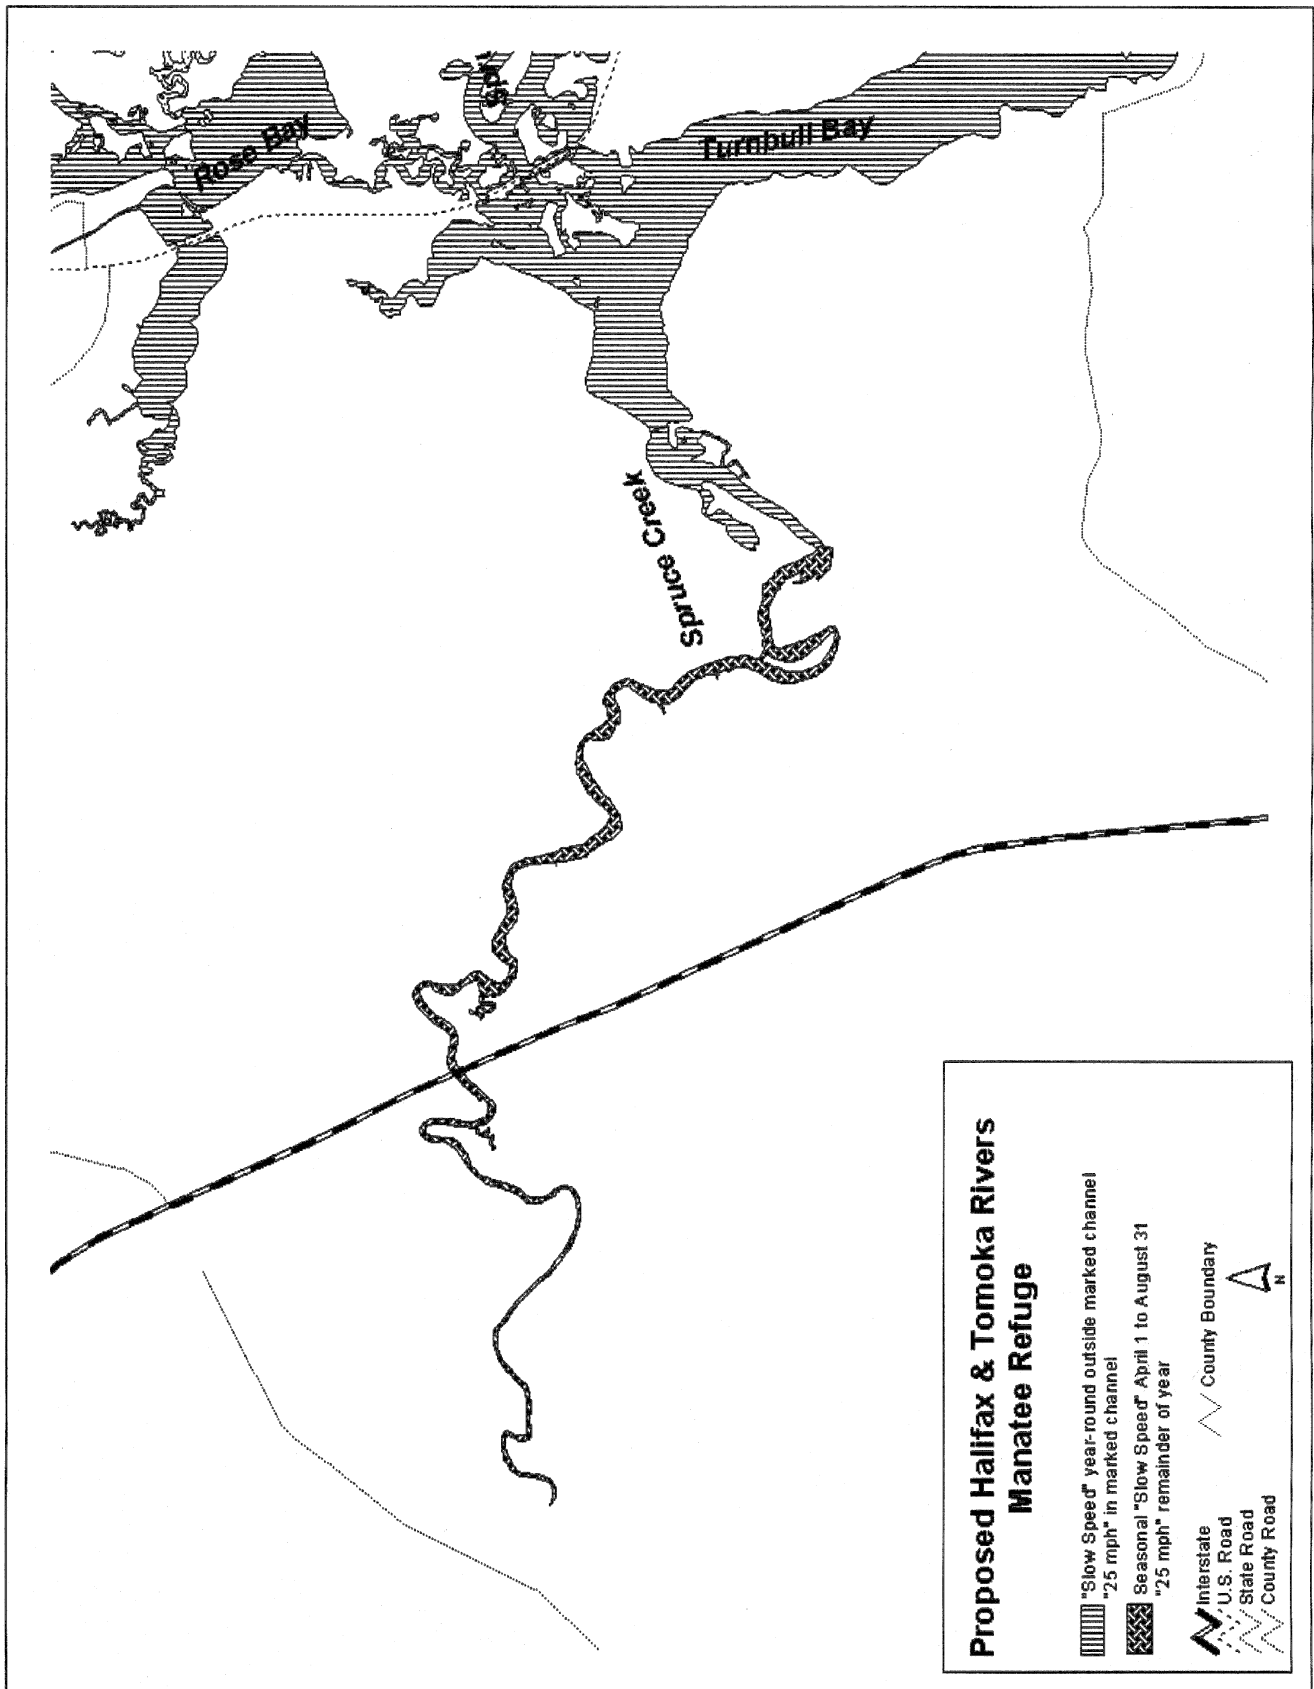 Rose Bay
Spr
Turnbull Bay
Spruce Creek
Proposed Halifax & Tomoka Rivers
Manatee Refuge
"Slow Speed" year-round outside marked channel
"25 mph" in marked channel
Seasonal "Slow Speed" April 1 to August 31
"25 mph" remainder of year
Interstate
U.S. Road
State Road
County Road
County Boundary
N